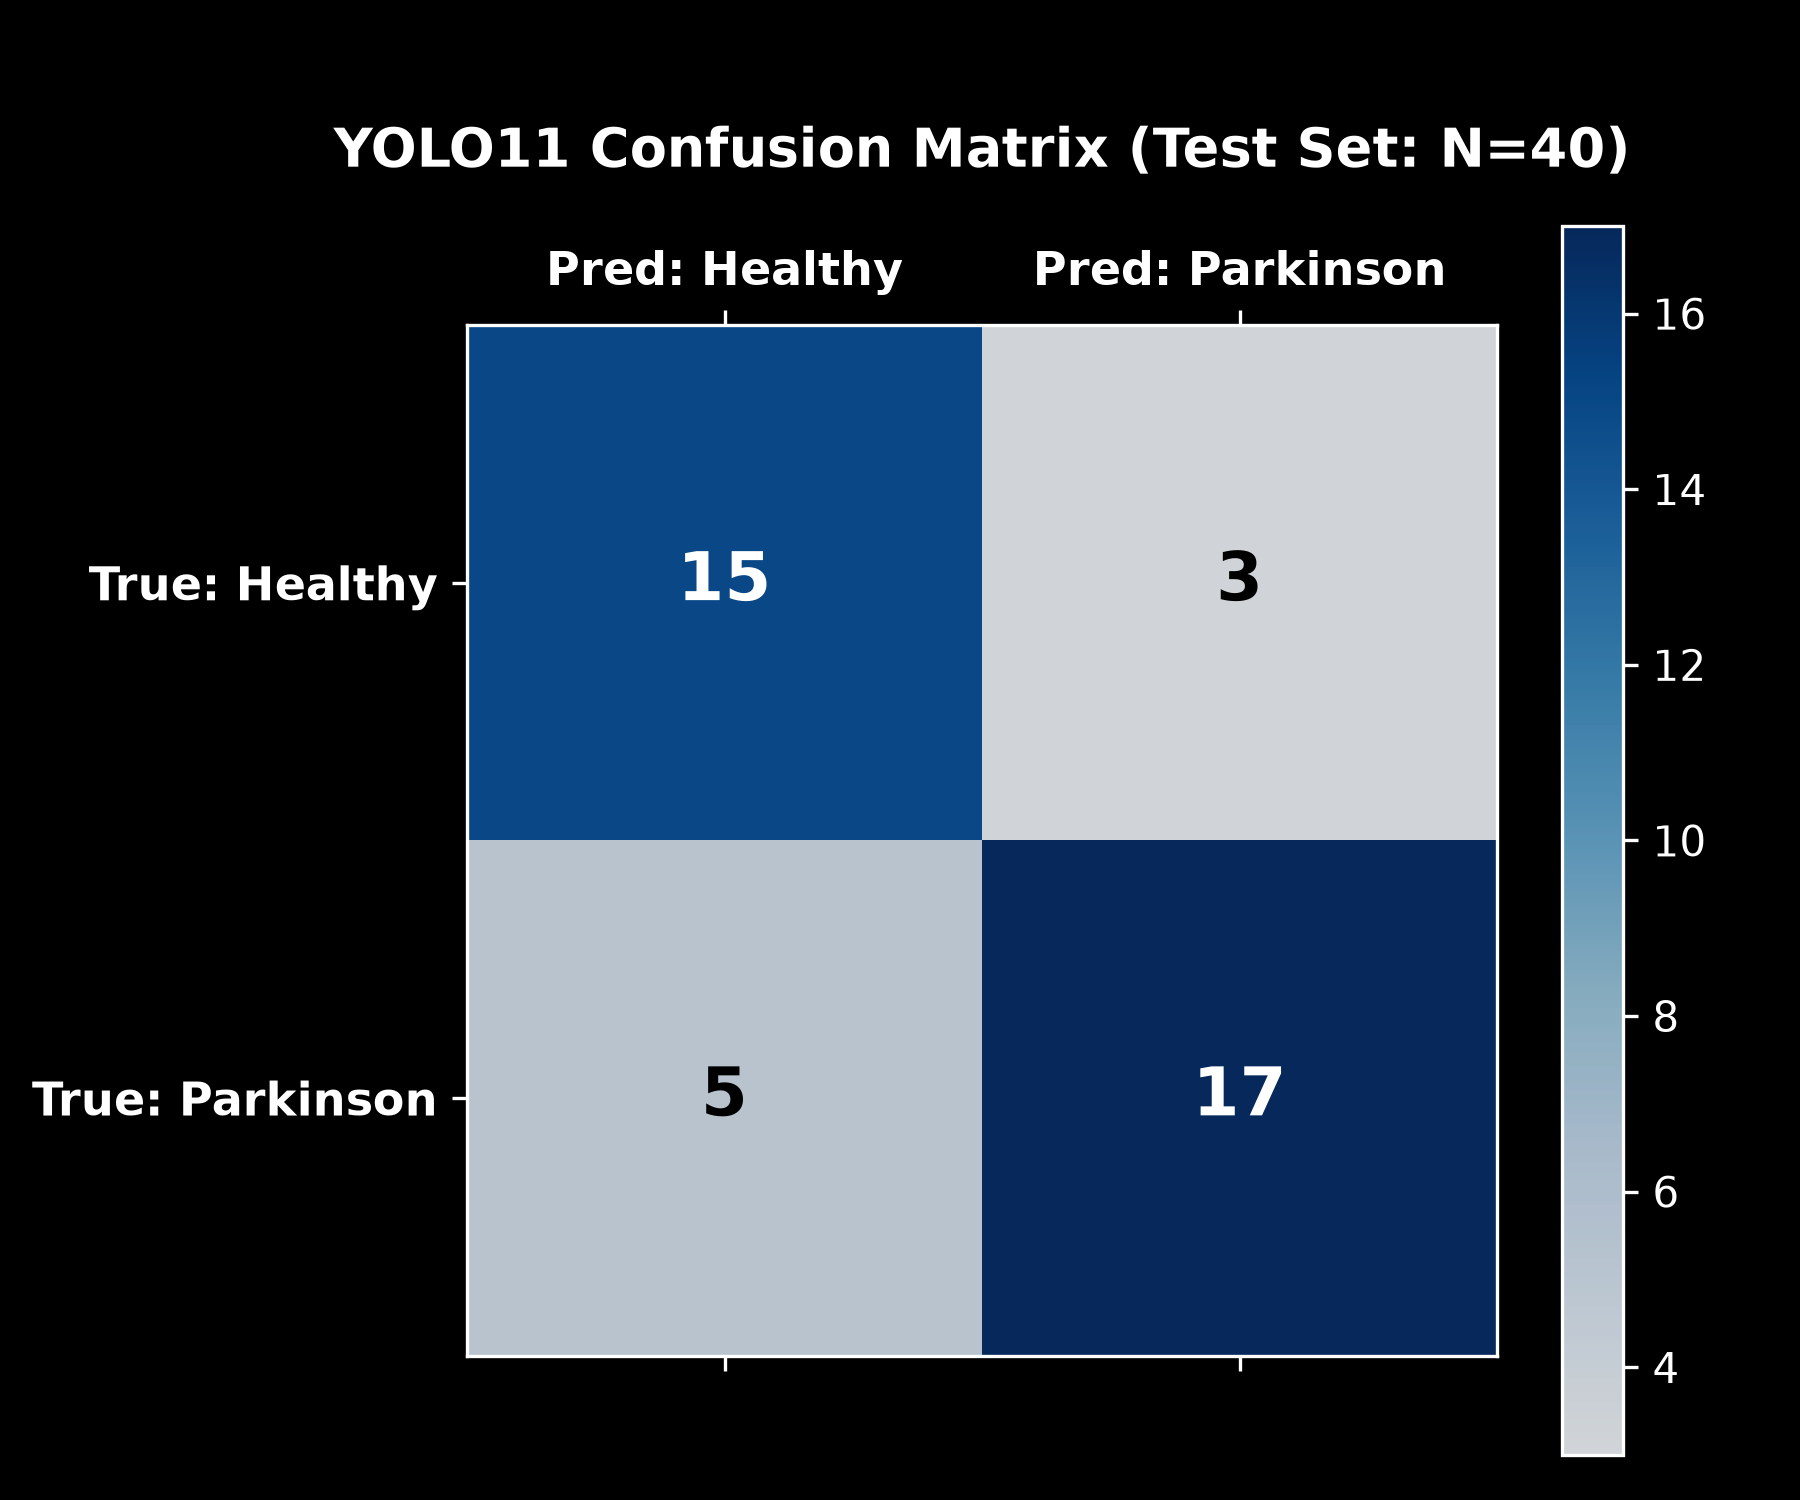 YOLO11 Confusion Matrix (Test Set: N=40)
Pred: Healthy
Pred: Parkinson
True: Healthy
15
3
True: Parkinson
5
17
16
14
12
10
8
6
4